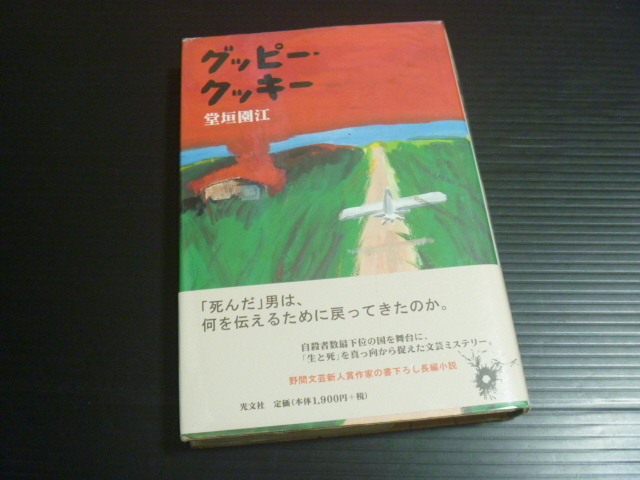 グッピー・
クッキー
堂垣園江
「死んだ」男は、
何を伝えるために戻ってきたのか。
自殺者数最下位の国を舞台に、
「生と死」を真っ向から捉えた文芸ミステリー。
野間文芸新人賞作家の書下ろし長編小説
光文社 定価(本体1,900円+税)